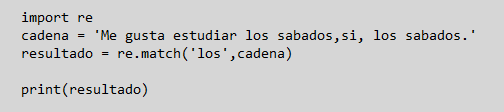 import re
cadena = 'Me gusta estudiar los sabados,si, los sabados.'
resultado = re.match('los',cadena)
print(resultado)